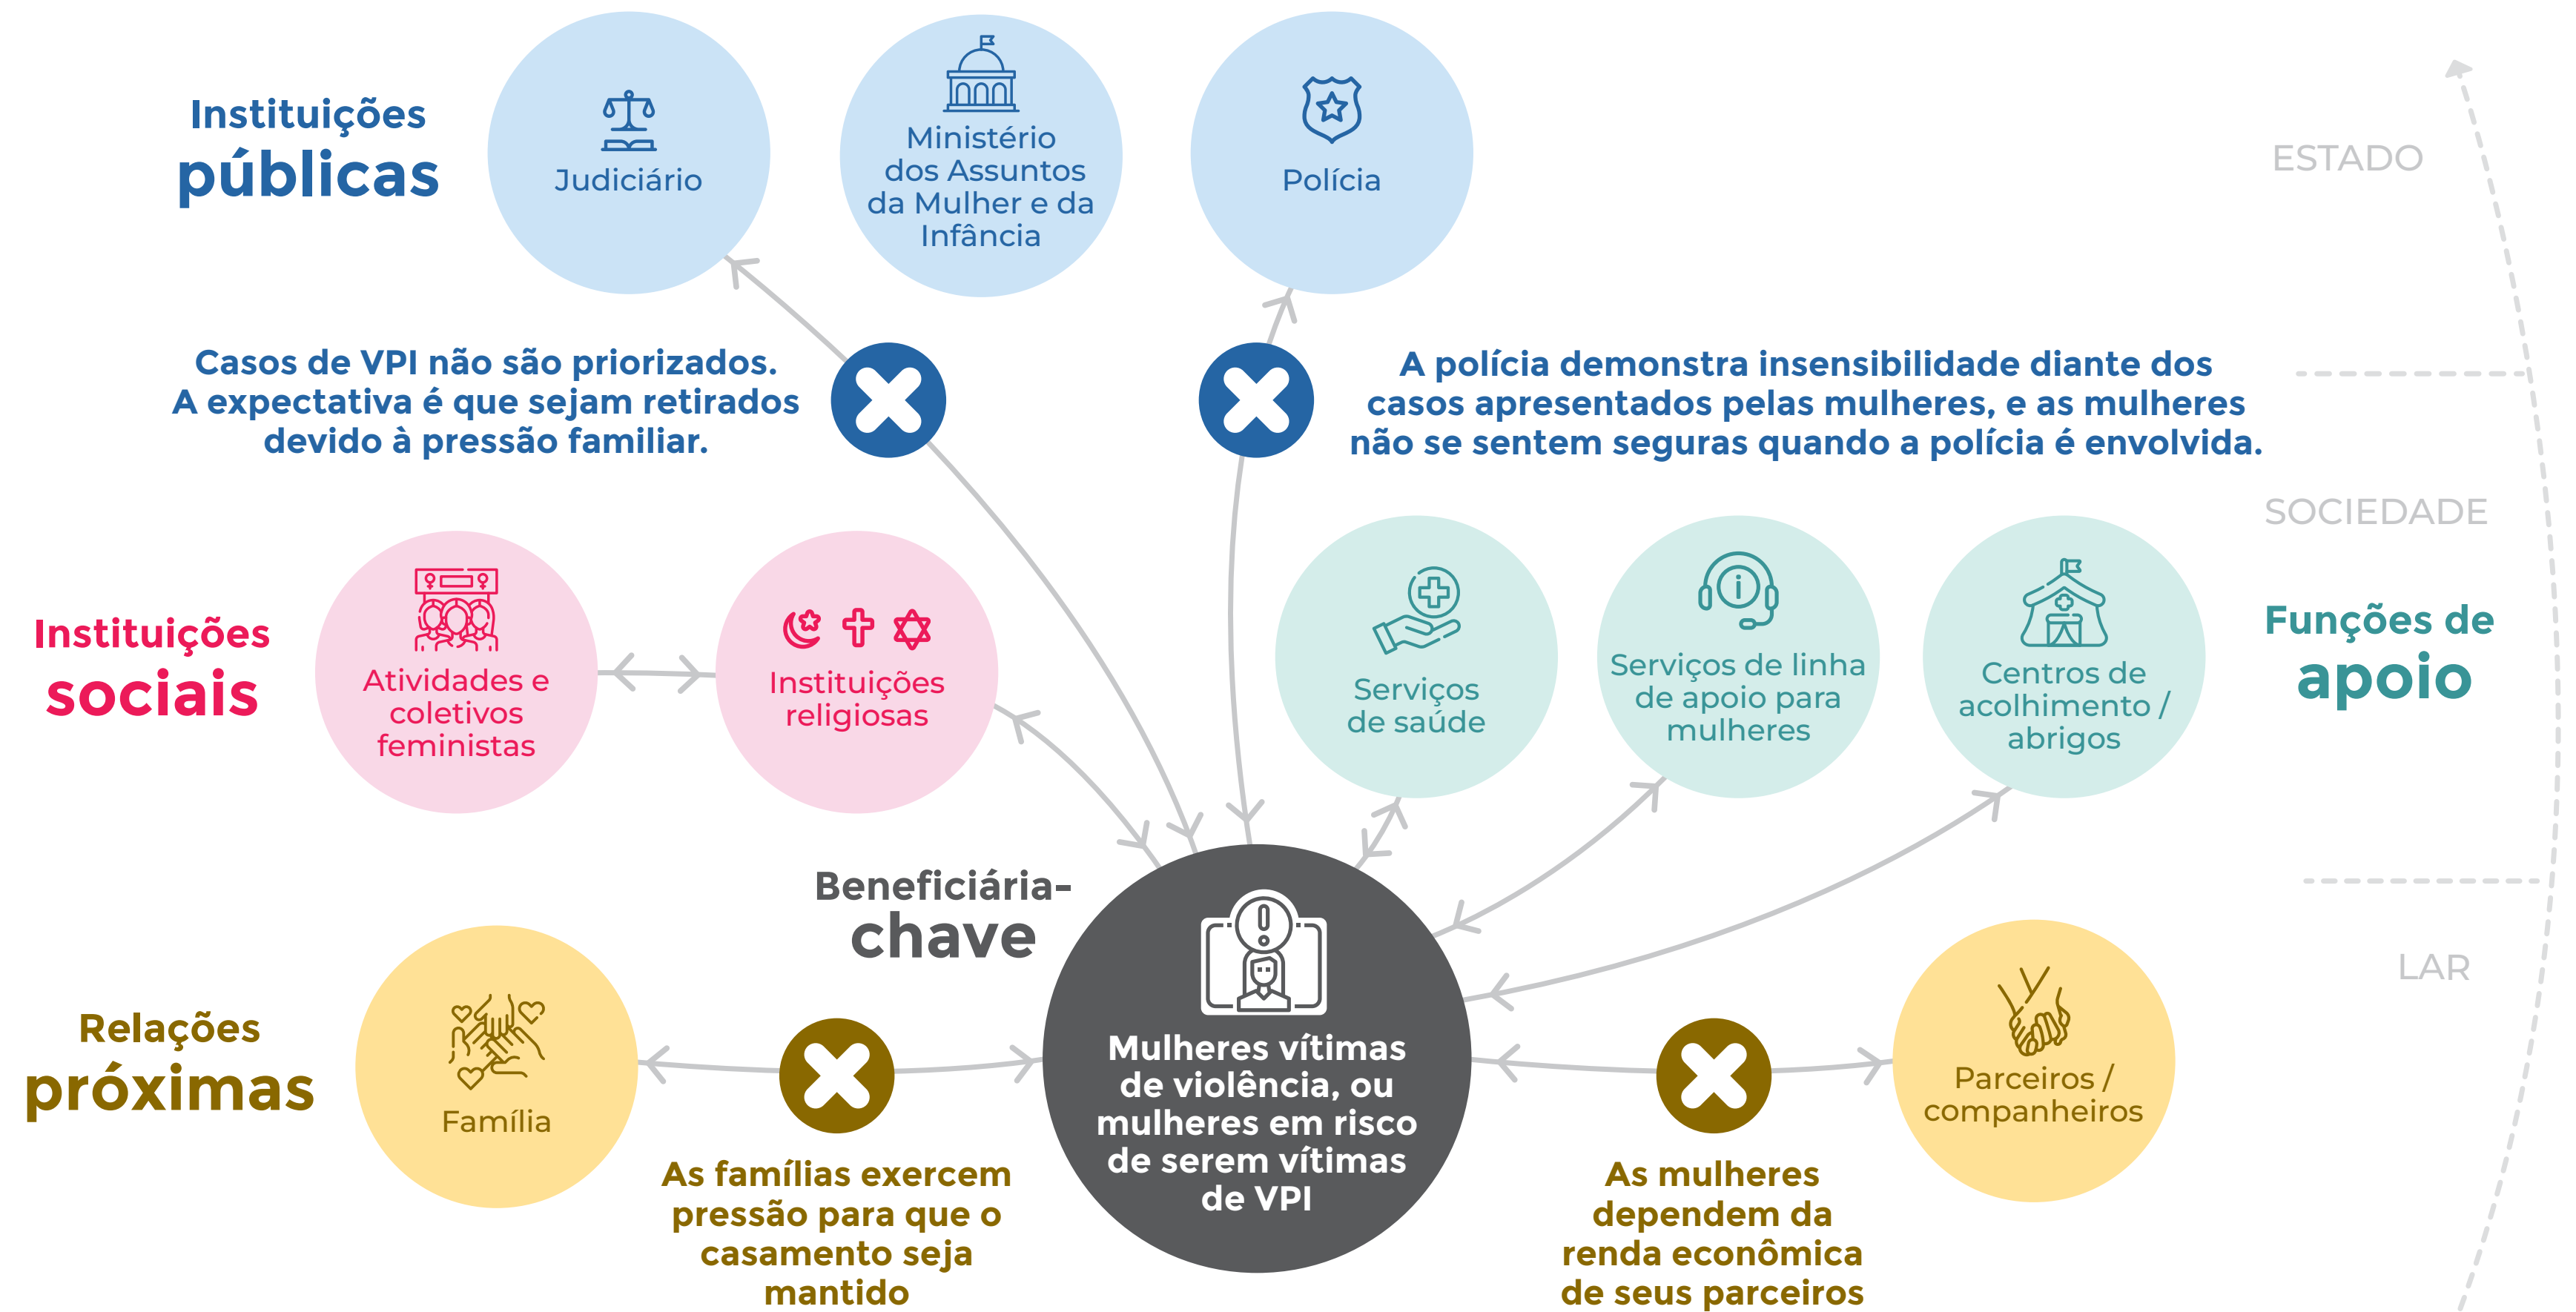 Instituições
públicas
Judiciário
Ministério
dos Assuntos
da Mulher e da
Infância
Polícia
ESTADO
Casos de VPI não são priorizados.
A expectativa é que sejam retirados
devido à pressão familiar.
A polícia demonstra insensibilidade diante dos
casos apresentados pelas mulheres, e as mulheres
não se sentem seguras quando a polícia é envolvida.
SOCIEDADE
Instituições
sociais
Atividades e
coletivos
feministas
Instituições
religiosas
Serviços
de saúde
Serviços de linha
de apoio para
mulheres
Centros de
acolhimento /
abrigos
Funções de
apoio
Beneficiária-
chave
LAR
Relações
próximas
Família
As famílias exercem
pressão para que o
casamento seja
mantido
Mulheres vítimas
de violência, ou
mulheres em risco
de serem vítimas
de VPI
As mulheres
dependem da
renda econômica
de seus parceiros
Parceiros /
companheiros